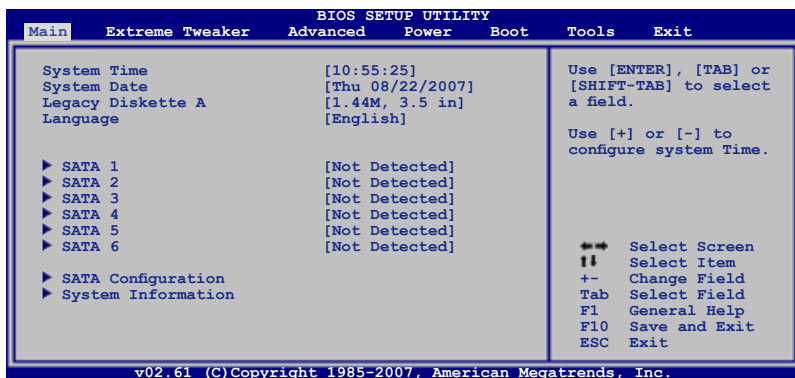 BIOS SETUP UTILITY
Main Extreme Tweaker Advanced Power Boot Tools Exit
System Time [10:55:25]
System Date [Thu 08/22/2007]
Legacy Diskette A [1.44M, 3.5 in]
Language [English]
SATA 1 [Not Detected]
SATA 2 [Not Detected]
SATA 3 [Not Detected]
SATA 4 [Not Detected]
SATA 5 [Not Detected]
SATA 6 [Not Detected]
SATA Configuration
System Information
Use [ENTER], [TAB] or
[SHIFT-TAB] to select
a field.
Use [+] or [-] to
configure system Time.
Select Screen
Select Item
+- Change Field
Tab Select Field
F1 General Help
F10 Save and Exit
ESC Exit
v02.61 (C)Copyright 1985-2007, American Megatrends, Inc.